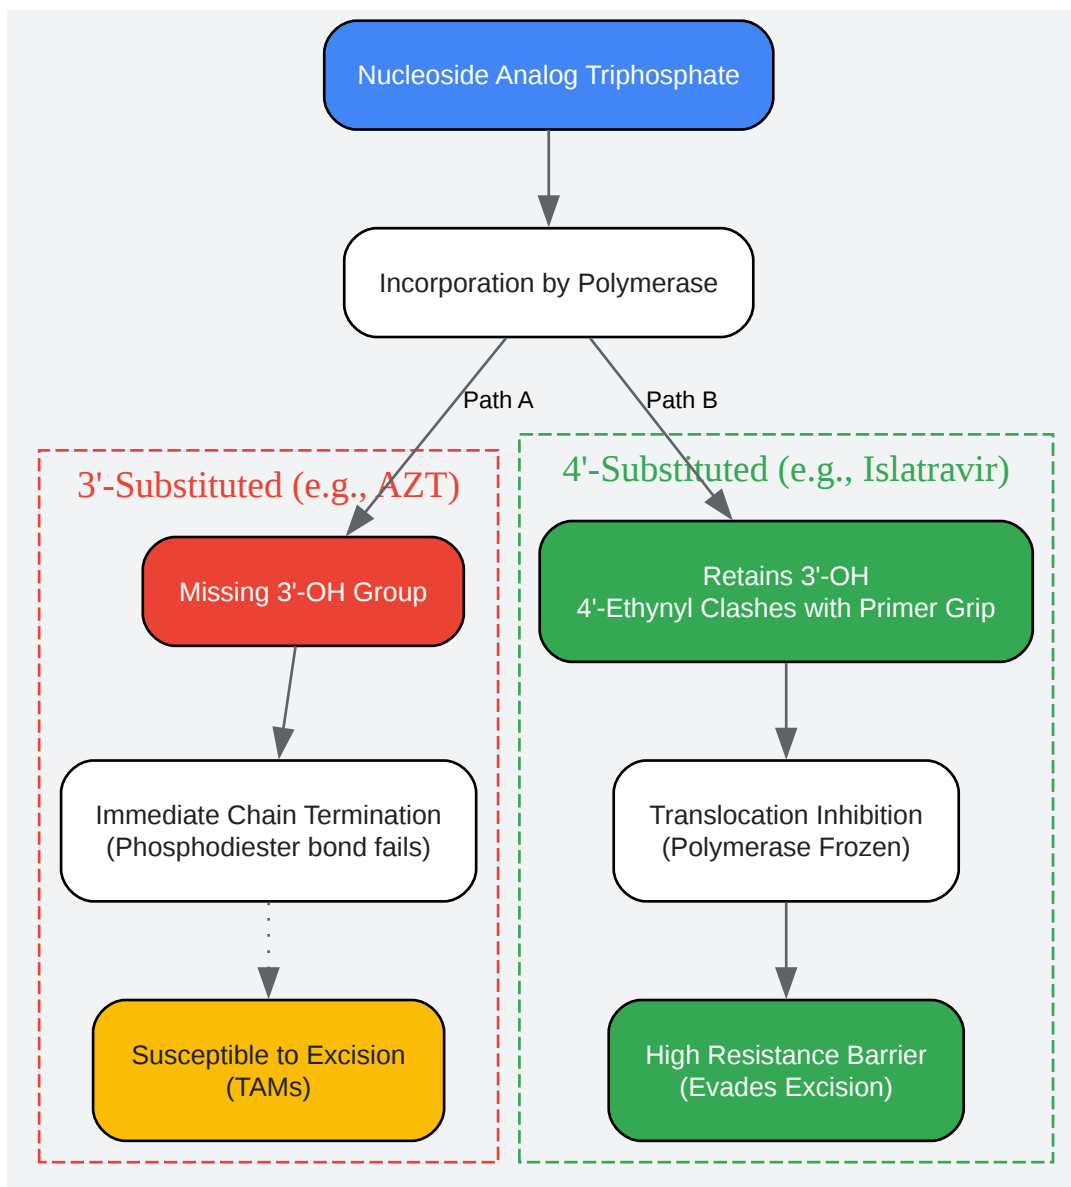 Nucleoside Analog Triphosphate
Incorporation by Polymerase
Path A
Path B
3'-Substituted (e.g., AZT)
Missing 3'-OH Group
Immediate Chain Termination
(Phosphodiester bond fails)
Susceptible to Excision
(TAMs)
4'-Substituted (e.g., Islatravir)
Retains 3'-OH
4'-Ethynyl Clashes with Primer Grip
Translocation Inhibition
(Polymerase Frozen)
High Resistance Barrier
(Evades Excision)